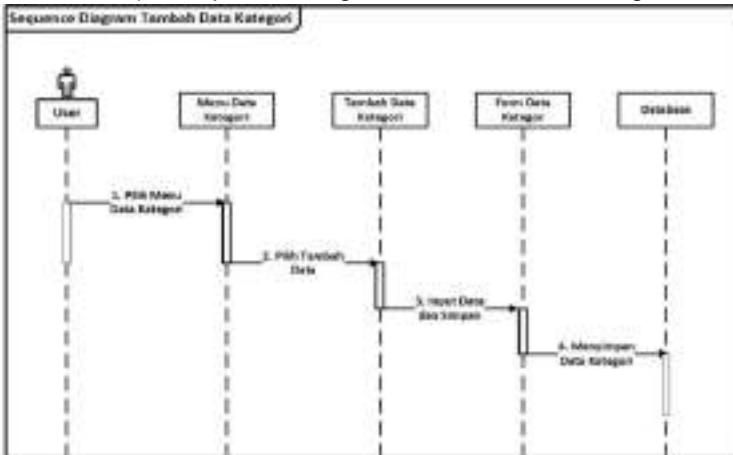 Sequence Diagram Tambah Data Kategori
User
Menu Data
Kategori
Tambah Data
Kategori
Form Data
Kategori
Database
1. Pilih Menu
Data Kategori
2. Pilih Tambah
Data
3. Input Data
dan Simpan
4. Menyimpan
Data Kategori